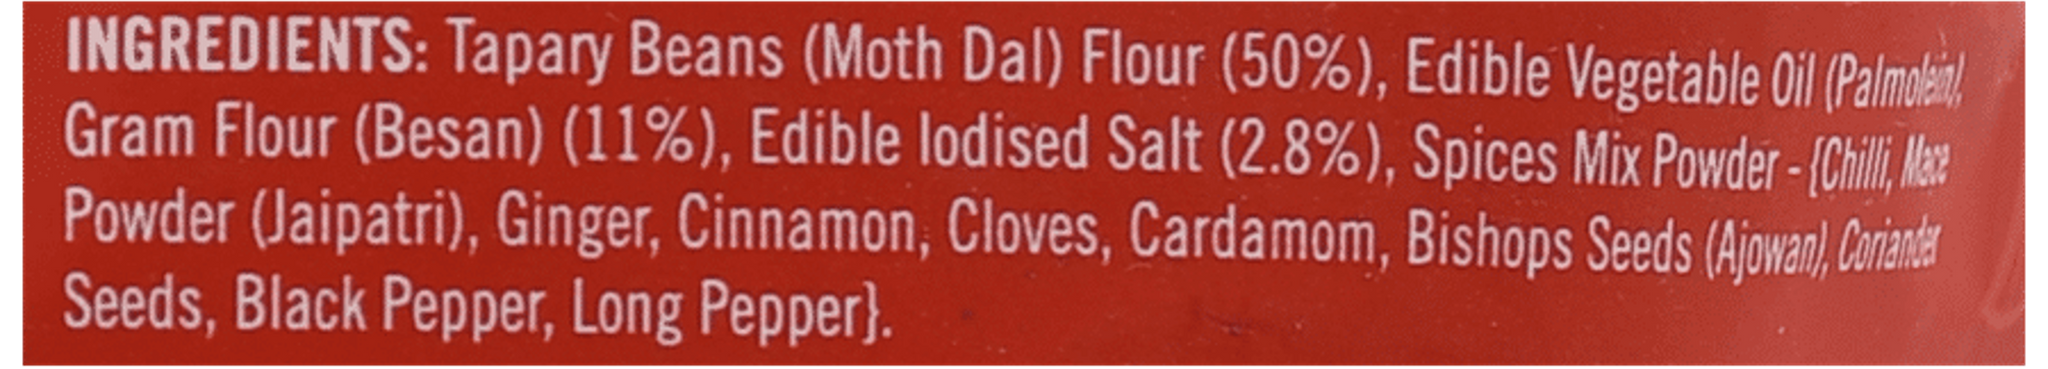 INGREDIENTS: Tapary Beans (Moth Dal) Flour (50%), Edible Vegetable Oil (Palmolein),
Gram Flour (Besan) (11%), Edible Iodised Salt (2.8%), Spices Mix Powder - {Chilli, Mace
Powder (Jaipatri), Ginger, Cinnamon, Cloves, Cardamom, Bishops Seeds (Ajowan), Coriander
Seeds, Black Pepper, Long Pepper}.